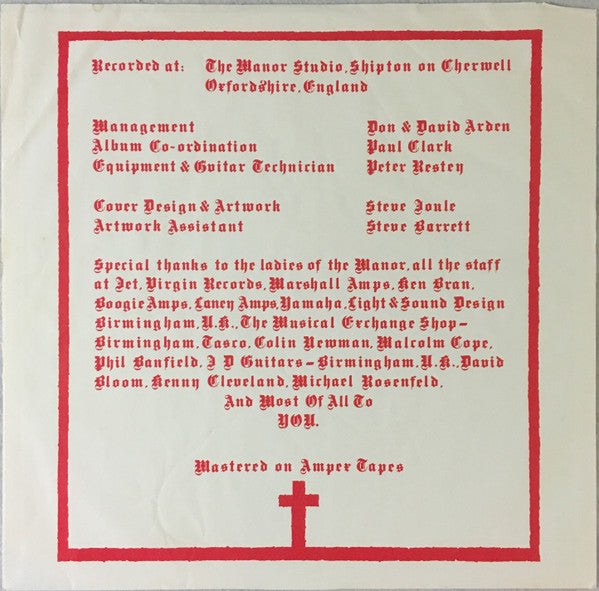 Recorded at: The Manor Studio, Shipton on Cherwell
Oxfordshire, England
Management Don & David Arden
Album Co-ordination Paul Clark
Equipment & Guitar Technician Peter Restey
Cover Design & Artwork Steve Joule
Artwork Assistant Steve Barrett
Special thanks to the ladies of the Manor, all the staff
at Jet, Virgin Records, Marshall Amps, Ken Bran,
Boogie Amps, Laney Amps, Yamaha, Light & Sound Design
Birmingham, U.K., The Musical Exchange Shop–
Birmingham, Tasco, Colin Newman, Malcolm Cope,
Phil Banfield, J D Guitars–Birmingham, U.K., David
Bloom, Kenny Cleveland, Michael Rosenfeld,
And Most Of All To
YOU.
Mastered on Ampex Tapes